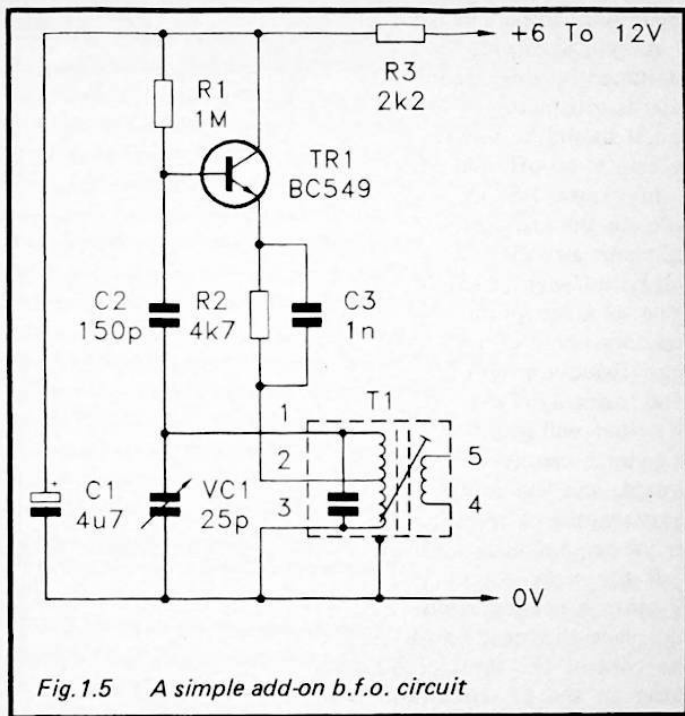 +6 To 12V
R3
2k2
R1
1M
TR1
BC549
C2
150p
R2
4k7
C3
1n
T1
1
2
3
5
4
C1
4u7
VC1
25p
+
0V
Fig.1.5 A simple add-on b.f.o. circuit